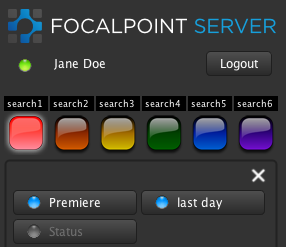 FOCALPOINT SERVER
Jane Doe Logout
search1 search2 search3 search4 search5 search6
Premiere last day
Status